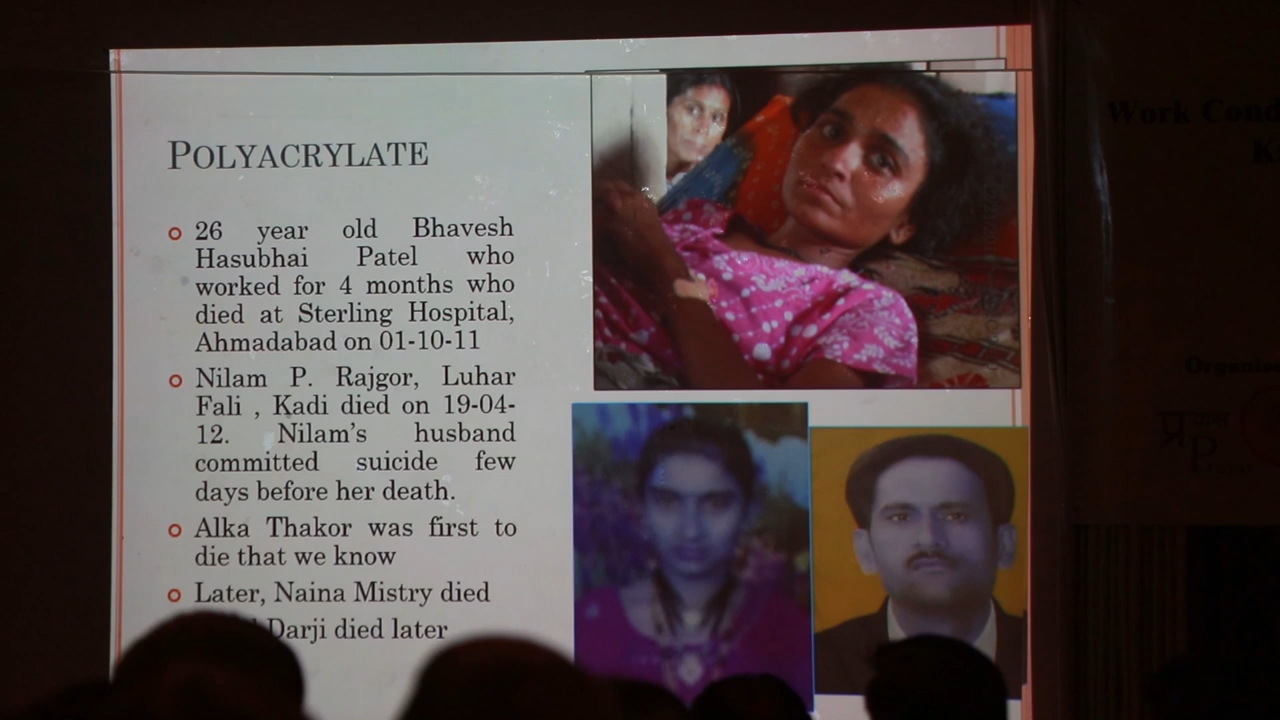 POLYACRYLATE
26 year old Bhavesh
Hasubhai Patel who
worked for 4 months who
died at Sterling Hospital,
Ahmadabad on 01-10-11
Nilam P. Rajgor, Luhar
Fali , Kadi died on 19-04-
12. Nilam's husband
committed suicide few
days before her death.
Alka Thakor was first to
die that we know
Later, Naina Mistry died
Darji died later
Work Cond
Organis